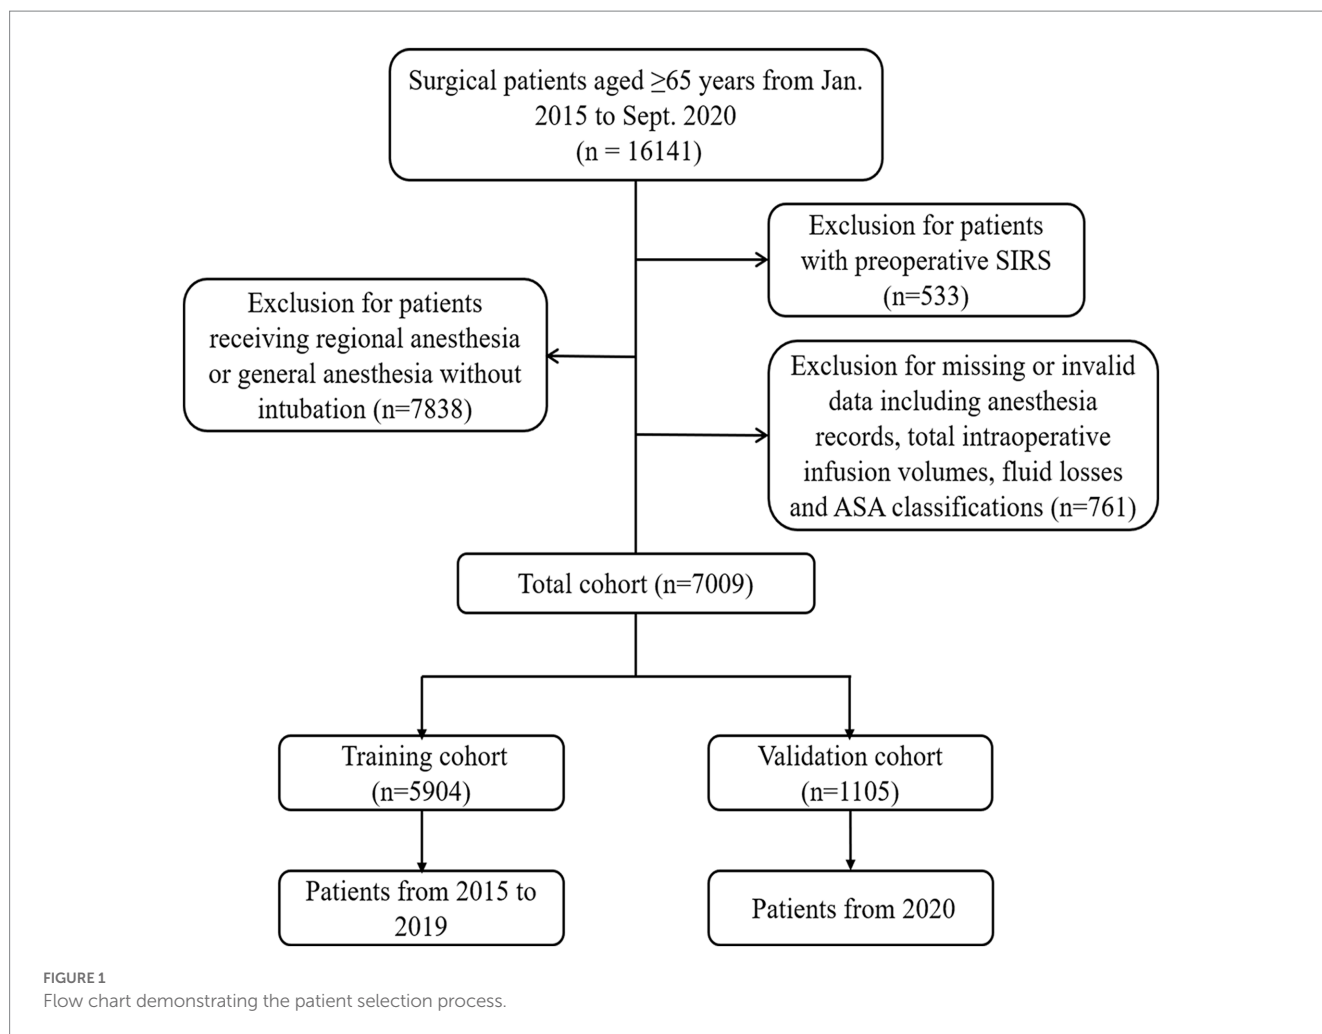 Surgical patients aged ≥65 years from Jan.
2015 to Sept. 2020
(n = 16141)
Exclusion for patients
with preoperative SIRS
(n=533)
Exclusion for patients
receiving regional anesthesia
or general anesthesia without
intubation (n=7838)
Exclusion for missing or invalid
data including anesthesia
records, total intraoperative
infusion volumes, fluid losses
and ASA classifications (n=761)
Total cohort (n=7009)
Training cohort
(n=5904)
Validation cohort
(n=1105)
Patients from 2015 to
2019
Patients from 2020
FIGURE 1
Flow chart demonstrating the patient selection process.